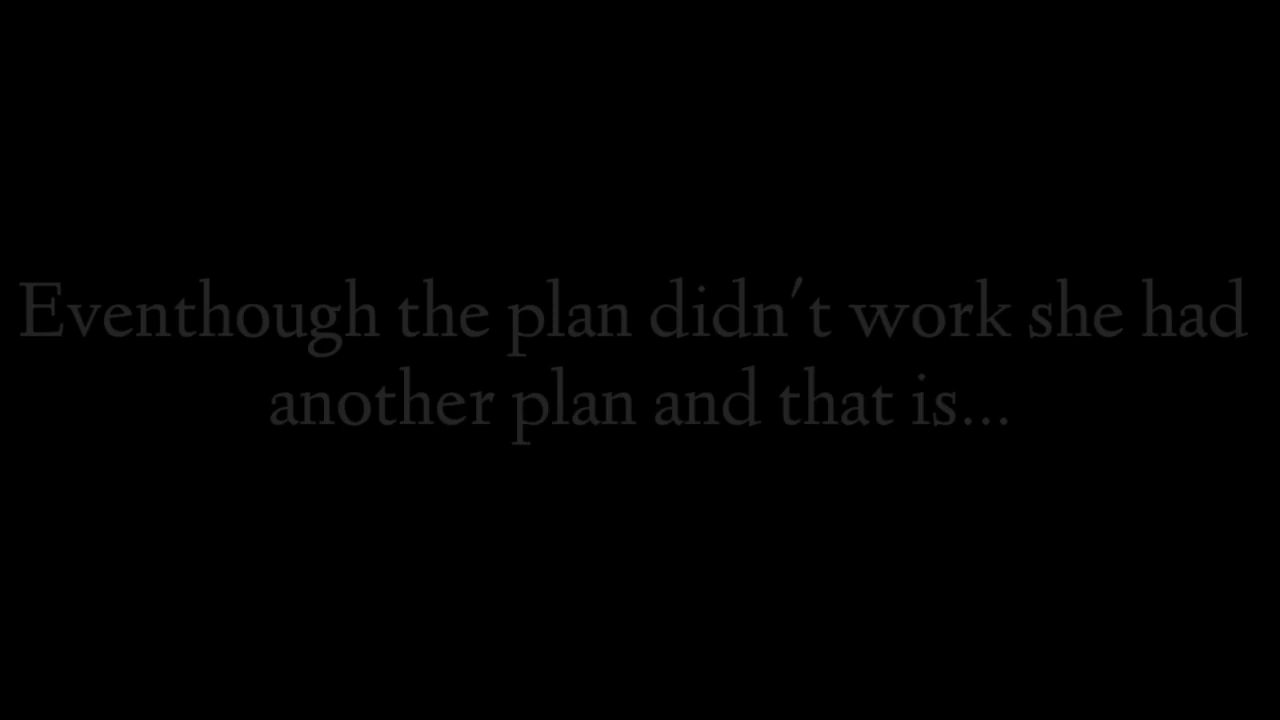 Eventhough the plan didn't work she had
another plan and that is...